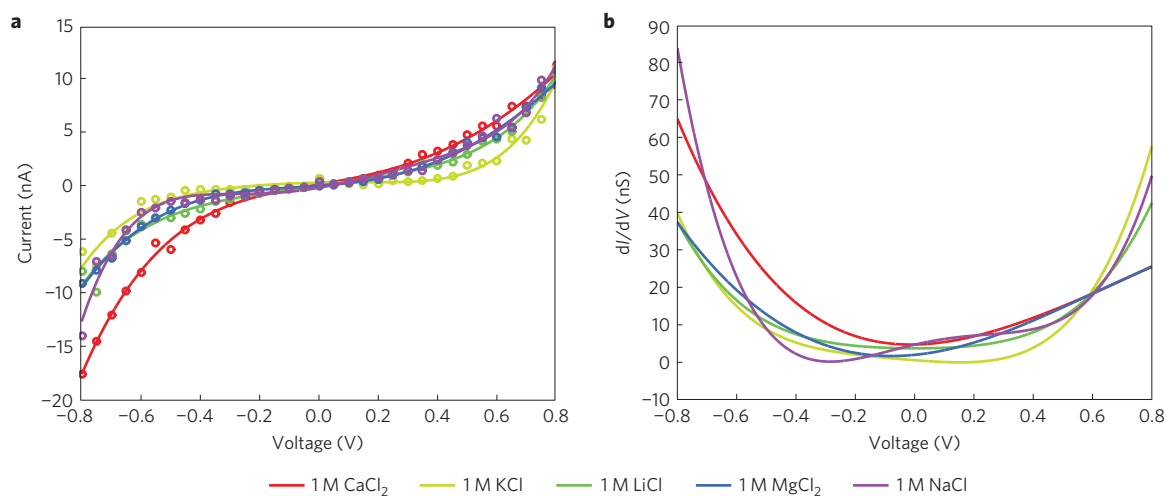 a
15
10
5
0
−5
−10
−15
−20
Current (nA)
−0.8 −0.6 −0.4 −0.2 0.0 0.2 0.4 0.6 0.8
Voltage (V)
b
90
80
70
60
50
40
30
20
10
0
−10
dI/dV (nS)
−0.8 −0.6 −0.4 −0.2 0.0 0.2 0.4 0.6 0.8
Voltage (V)
1 M CaCl₂ 1 M KCl 1 M LiCl 1 M MgCl₂ 1 M NaCl